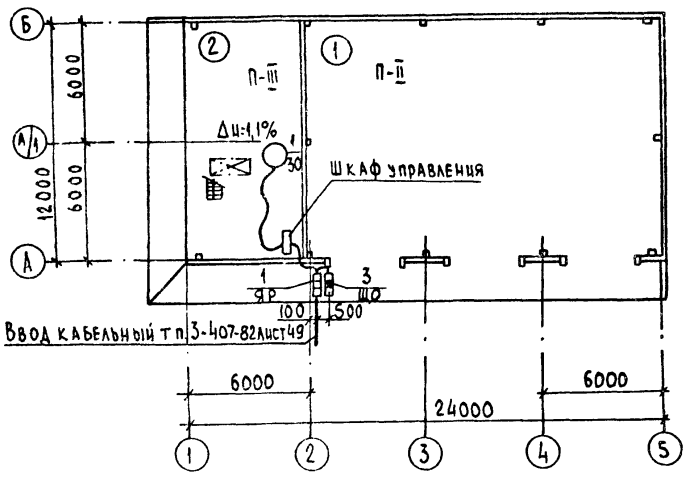 Б
2
1
П-III
П-II
6000
ΔU=1,1%
А/1
1
30
ШКАФ УПРАВЛЕНИЯ
12000
6000
А
1
ЯР
3
ЩО
100
500
ВВОД КАБЕЛЬНЫЙ Т П. 3-407-82 ЛИСТ 49
6000
6000
24000
1
2
3
4
5